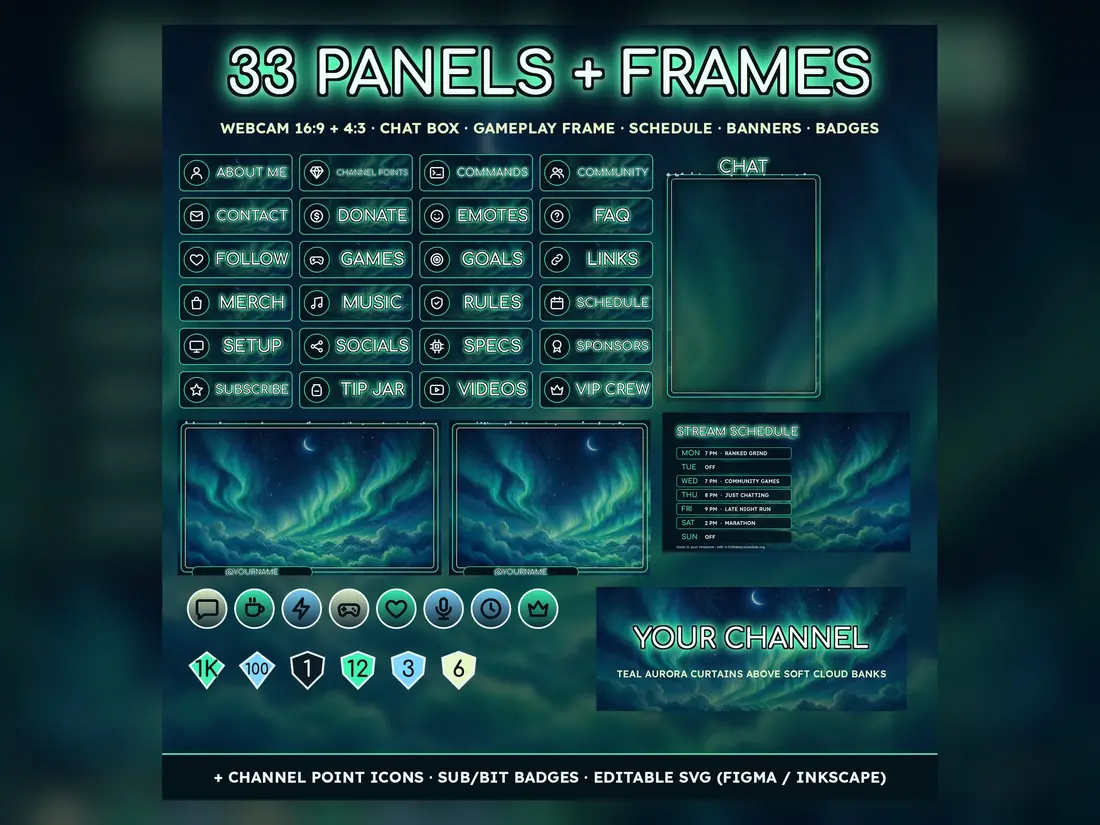 33 PANELS + FRAMES
WEBCAM 16:9 + 4:3 · CHAT BOX · GAMEPLAY FRAME · SCHEDULE · BANNERS · BADGES
ABOUT ME
CHANNEL POINTS
COMMANDS
COMMUNITY
CONTACT
DONATE
EMOTES
FAQ
FOLLOW
GAMES
GOALS
LINKS
MERCH
MUSIC
RULES
SCHEDULE
SETUP
SOCIALS
SPECS
SPONSORS
SUBSCRIBE
TIP JAR
VIDEOS
VIP CREW
CHAT
@YOURNAME
@YOURNAME
STREAM SCHEDULE
MON 7 PM · RANKED GRIND
TUE OFF
WED 7 PM · COMMUNITY GAMES
THU 8 PM · JUST CHATTING
FRI 9 PM · LATE NIGHT RUN
SAT 2 PM · MARATHON
SUN OFF
1K
100
1
12
3
6
YOUR CHANNEL
TEAL AURORA CURTAINS ABOVE SOFT CLOUD BANKS
+ CHANNEL POINT ICONS · SUB/BIT BADGES · EDITABLE SVG (FIGMA / INKSCAPE)